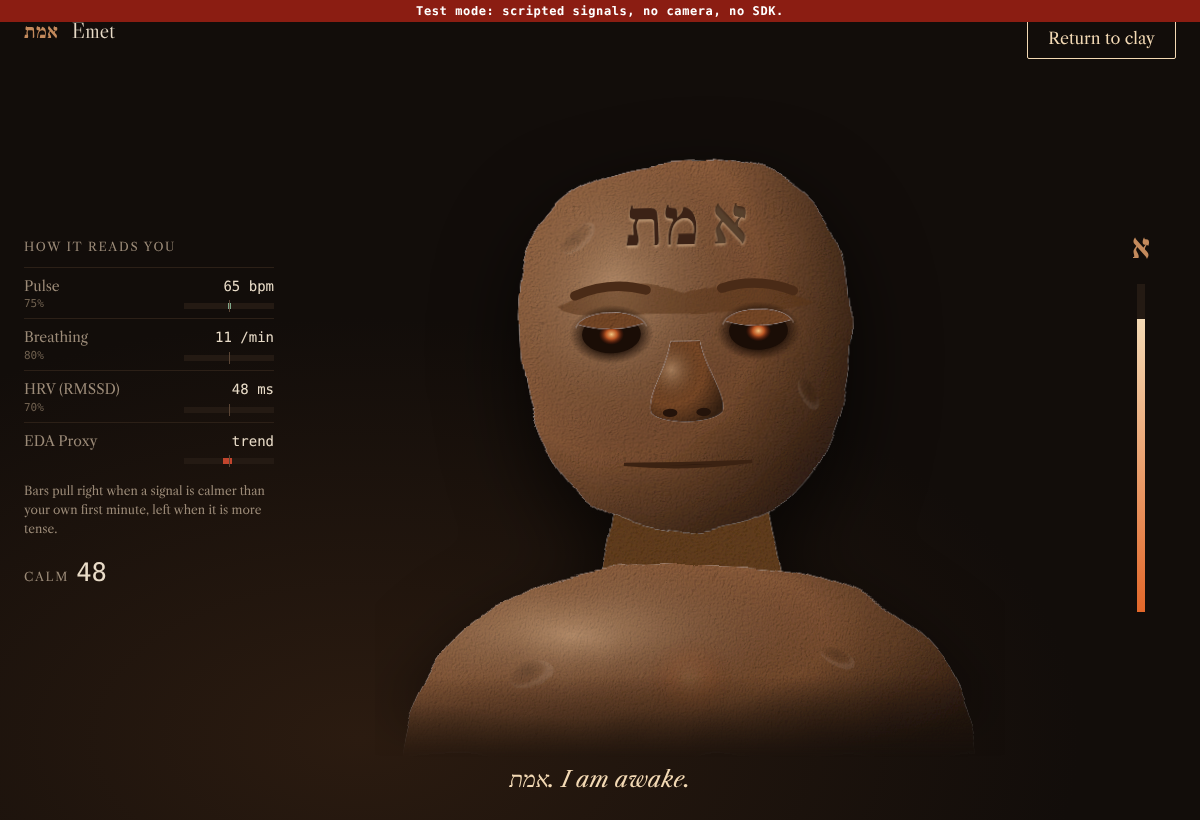 Test mode: scripted signals, no camera, no SDK.
אמת Emet
Return to clay
אמת
HOW IT READS YOU
Pulse 65 bpm
75%
Breathing 11 /min
80%
HRV (RMSSD) 48 ms
70%
EDA Proxy trend
Bars pull right when a signal is calmer than
your own first minute, left when it is more
tense.
CALM 48
א
אמת. I am awake.